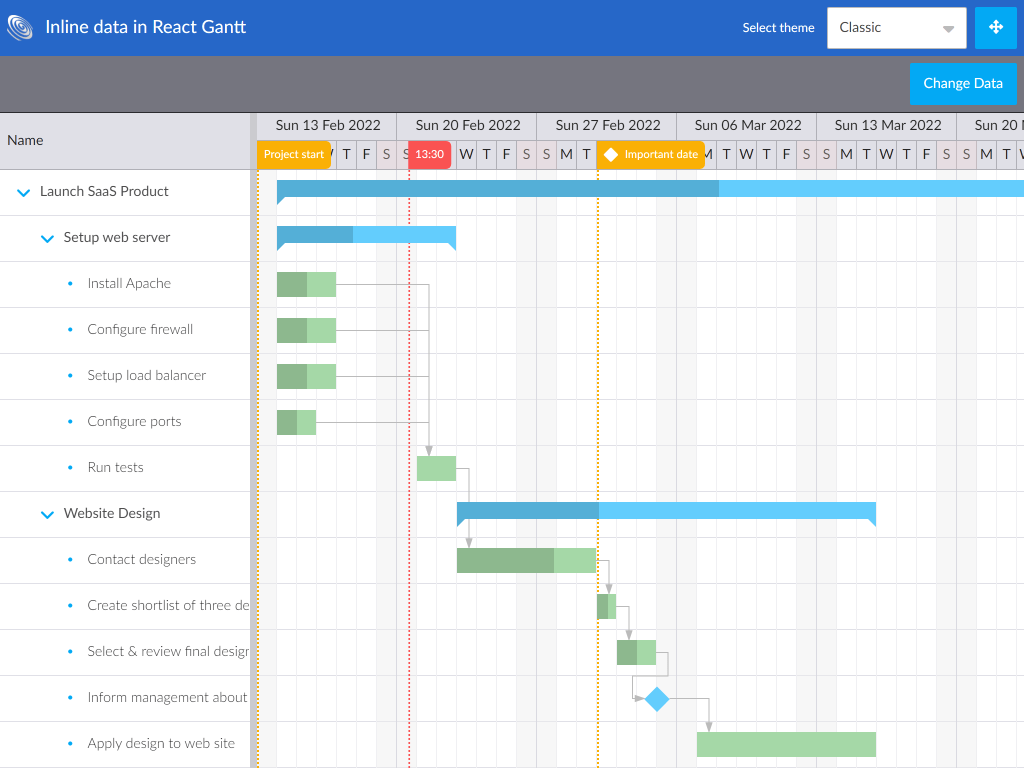 Inline data in React Gantt
Select theme
Classic
Change Data
Name
Sun 13 Feb 2022 Sun 20 Feb 2022 Sun 27 Feb 2022 Sun 06 Mar 2022 Sun 13 Mar 2022 Sun 20
Project start T F S S 13:30 W T F S S M T Important date M T W T F S S M T W T F S S M T
Launch SaaS Product
Setup web server
Install Apache
Configure firewall
Setup load balancer
Configure ports
Run tests
Website Design
Contact designers
Create shortlist of three de
Select & review final design
Inform management about
Apply design to web site